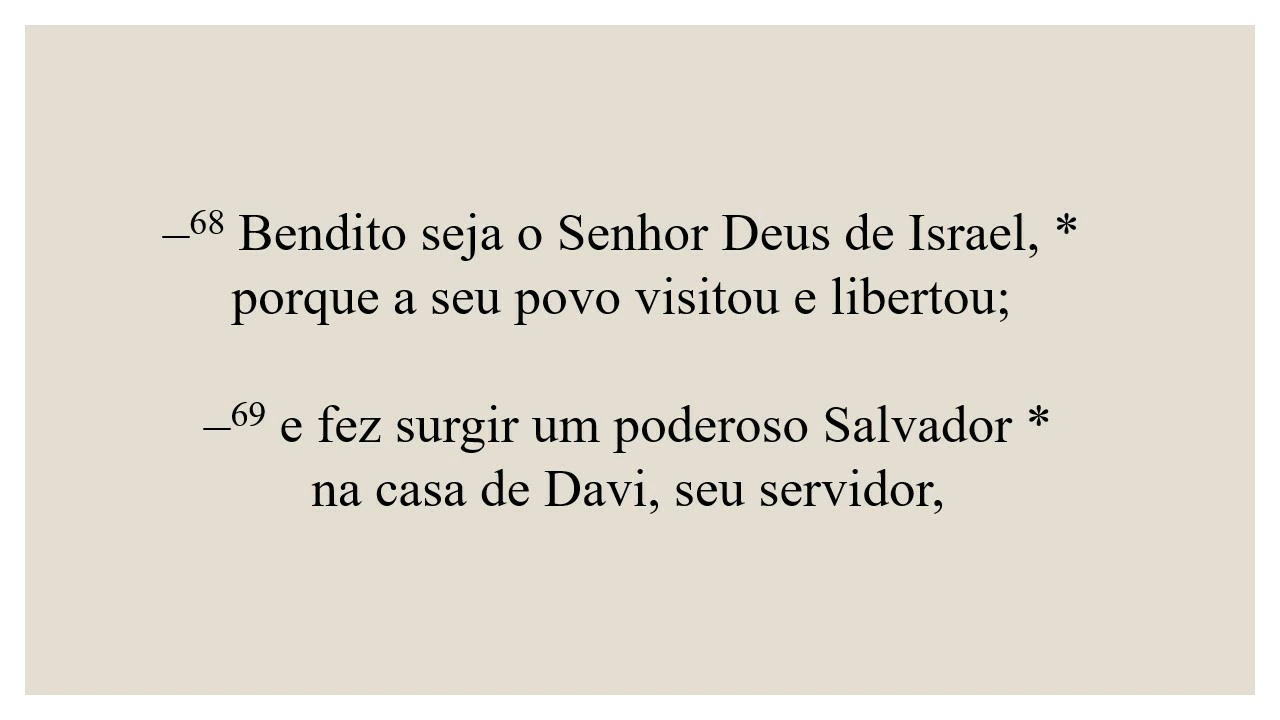 –⁶⁸ Bendito seja o Senhor Deus de Israel, *
porque a seu povo visitou e libertou;
–⁶⁹ e fez surgir um poderoso Salvador *
na casa de Davi, seu servidor,